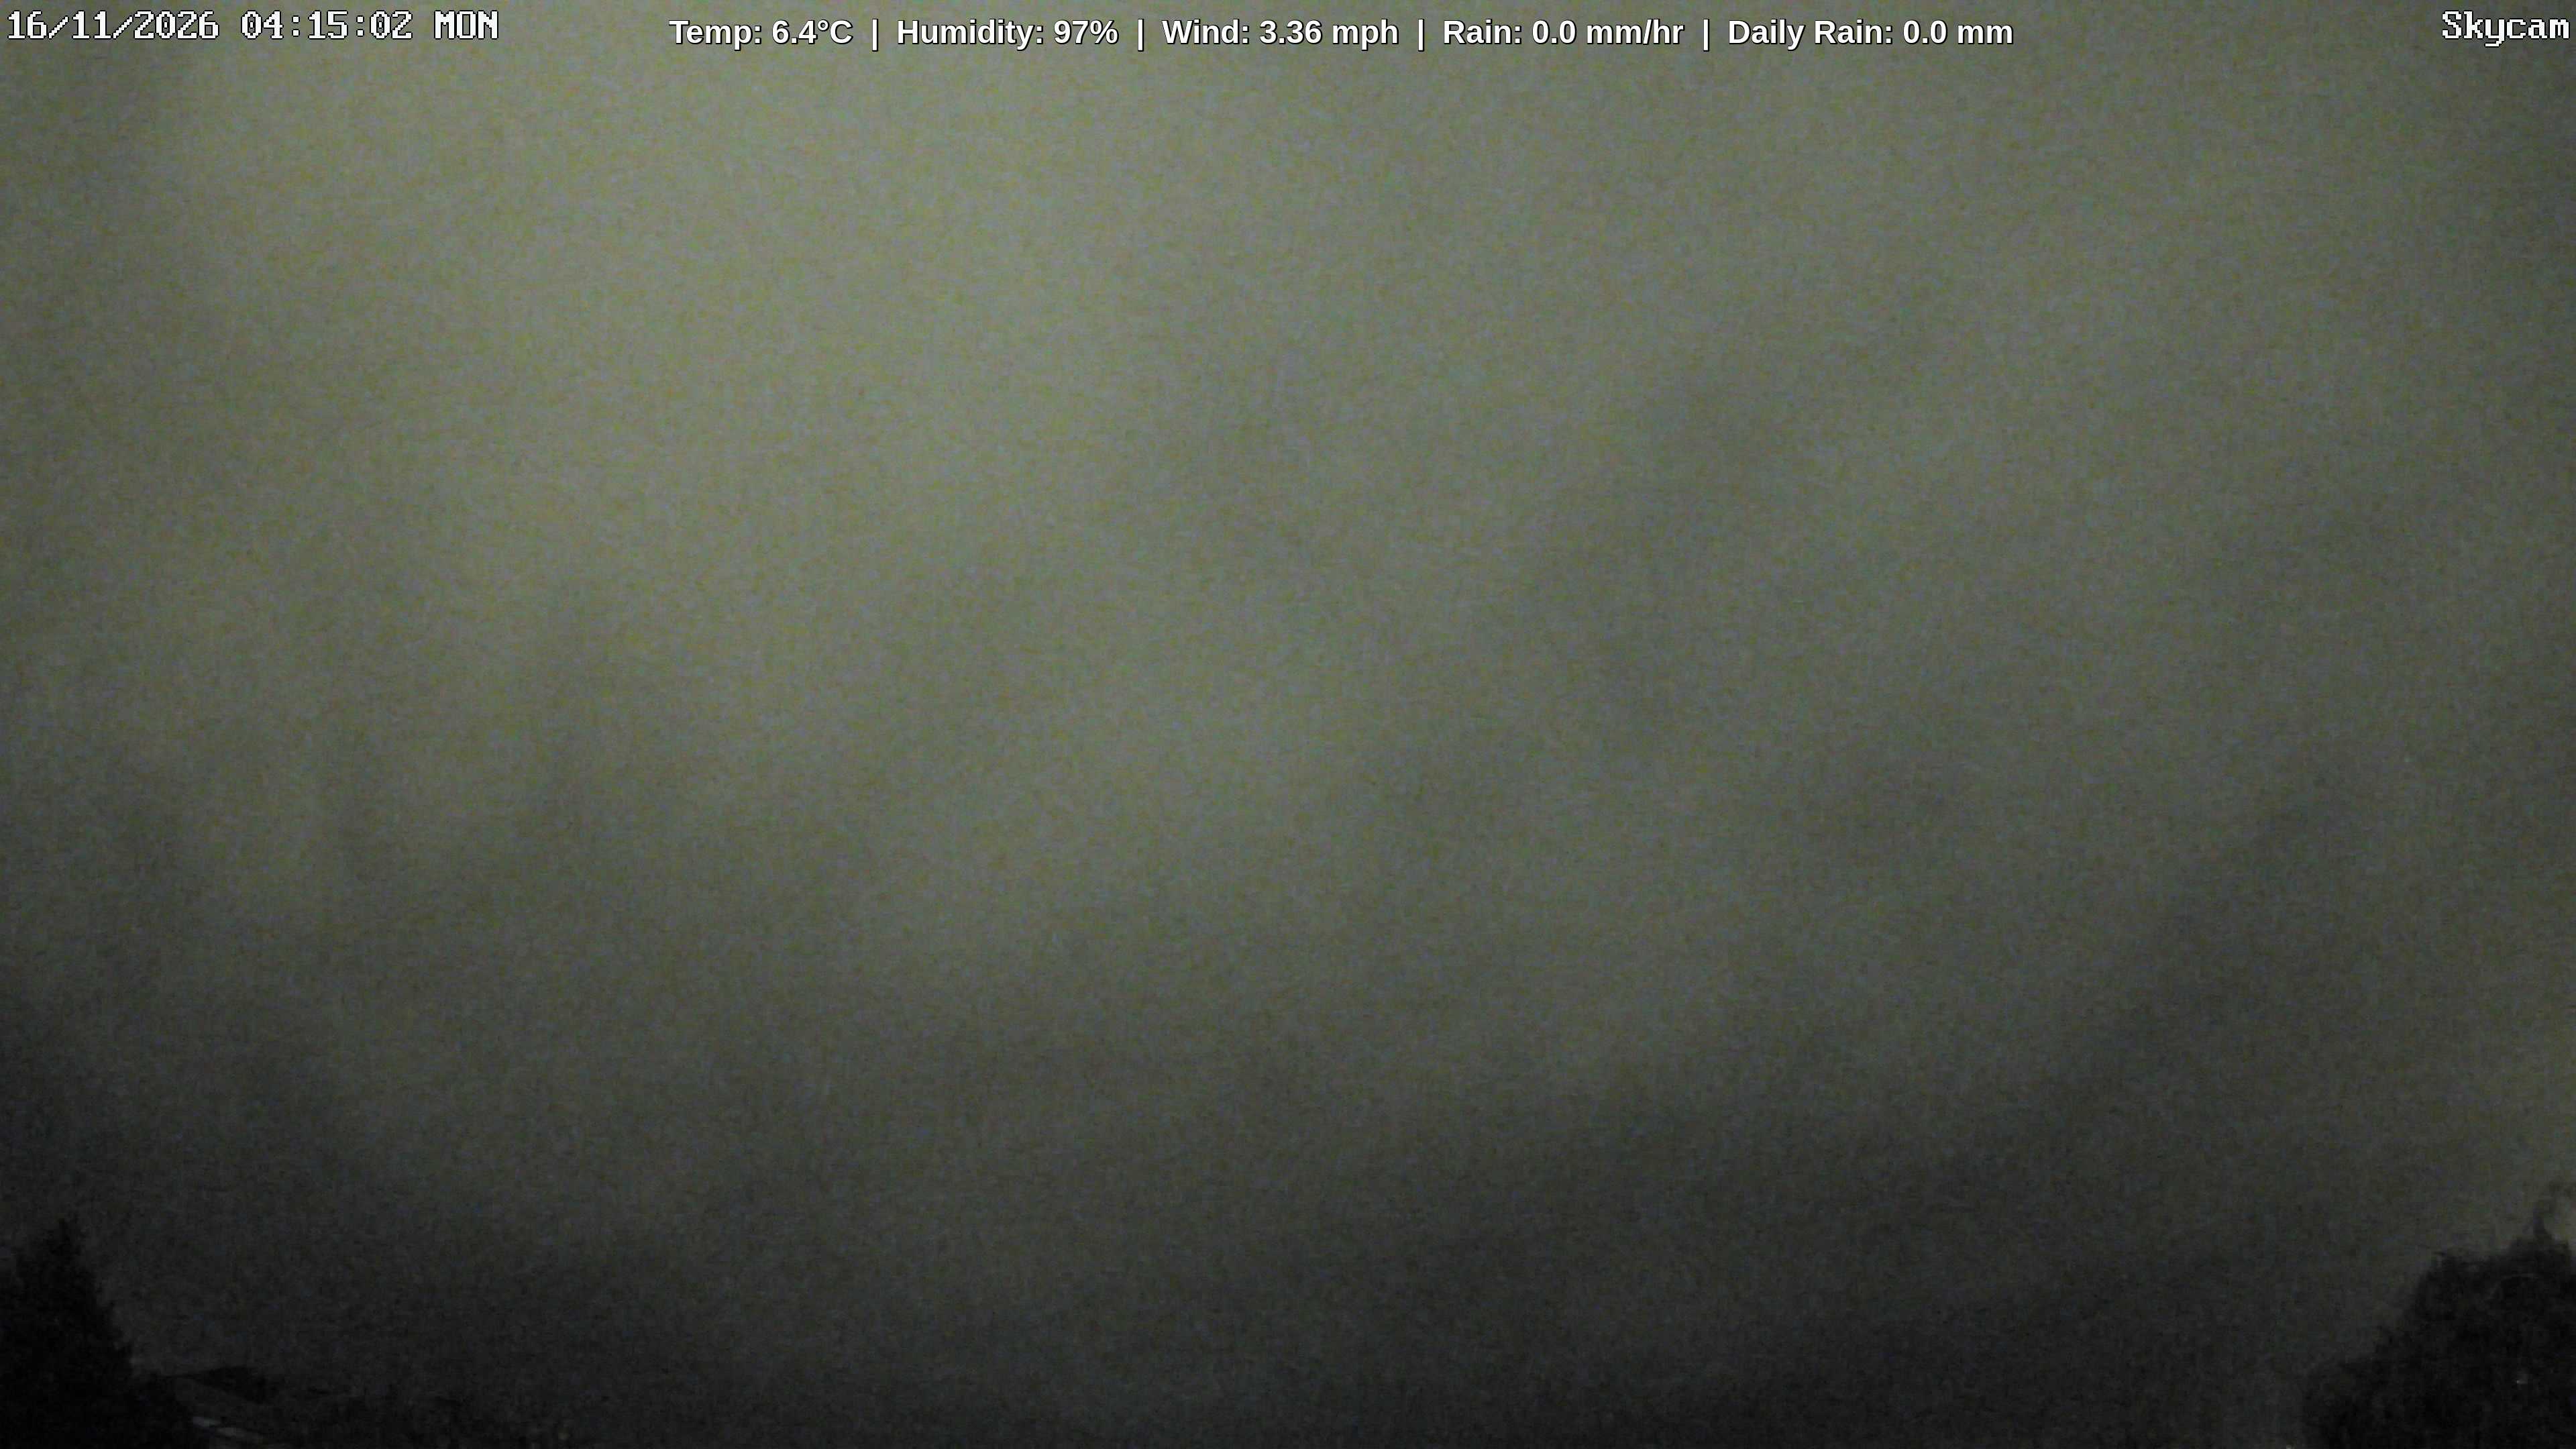 16/11/2026 04:15:02 MON
Temp: 6.4°C | Humidity: 97% | Wind: 3.36 mph | Rain: 0.0 mm/hr | Daily Rain: 0.0 mm
Skycam